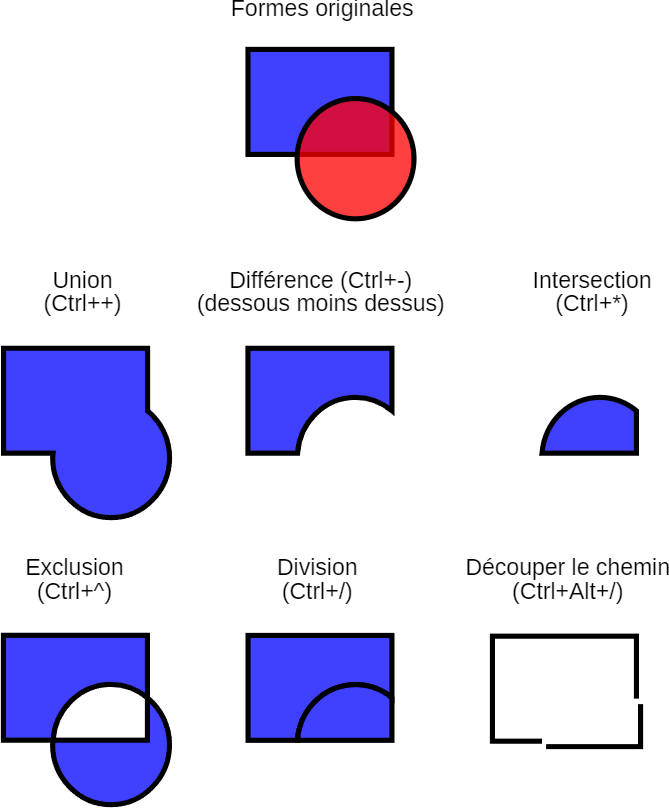 Formes originales
Union
(Ctrl++)
Différence (Ctrl+-)
(dessous moins dessus)
Intersection
(Ctrl+*)
Exclusion
(Ctrl+^)
Division
(Ctrl+/)
Découper le chemin
(Ctrl+Alt+/)